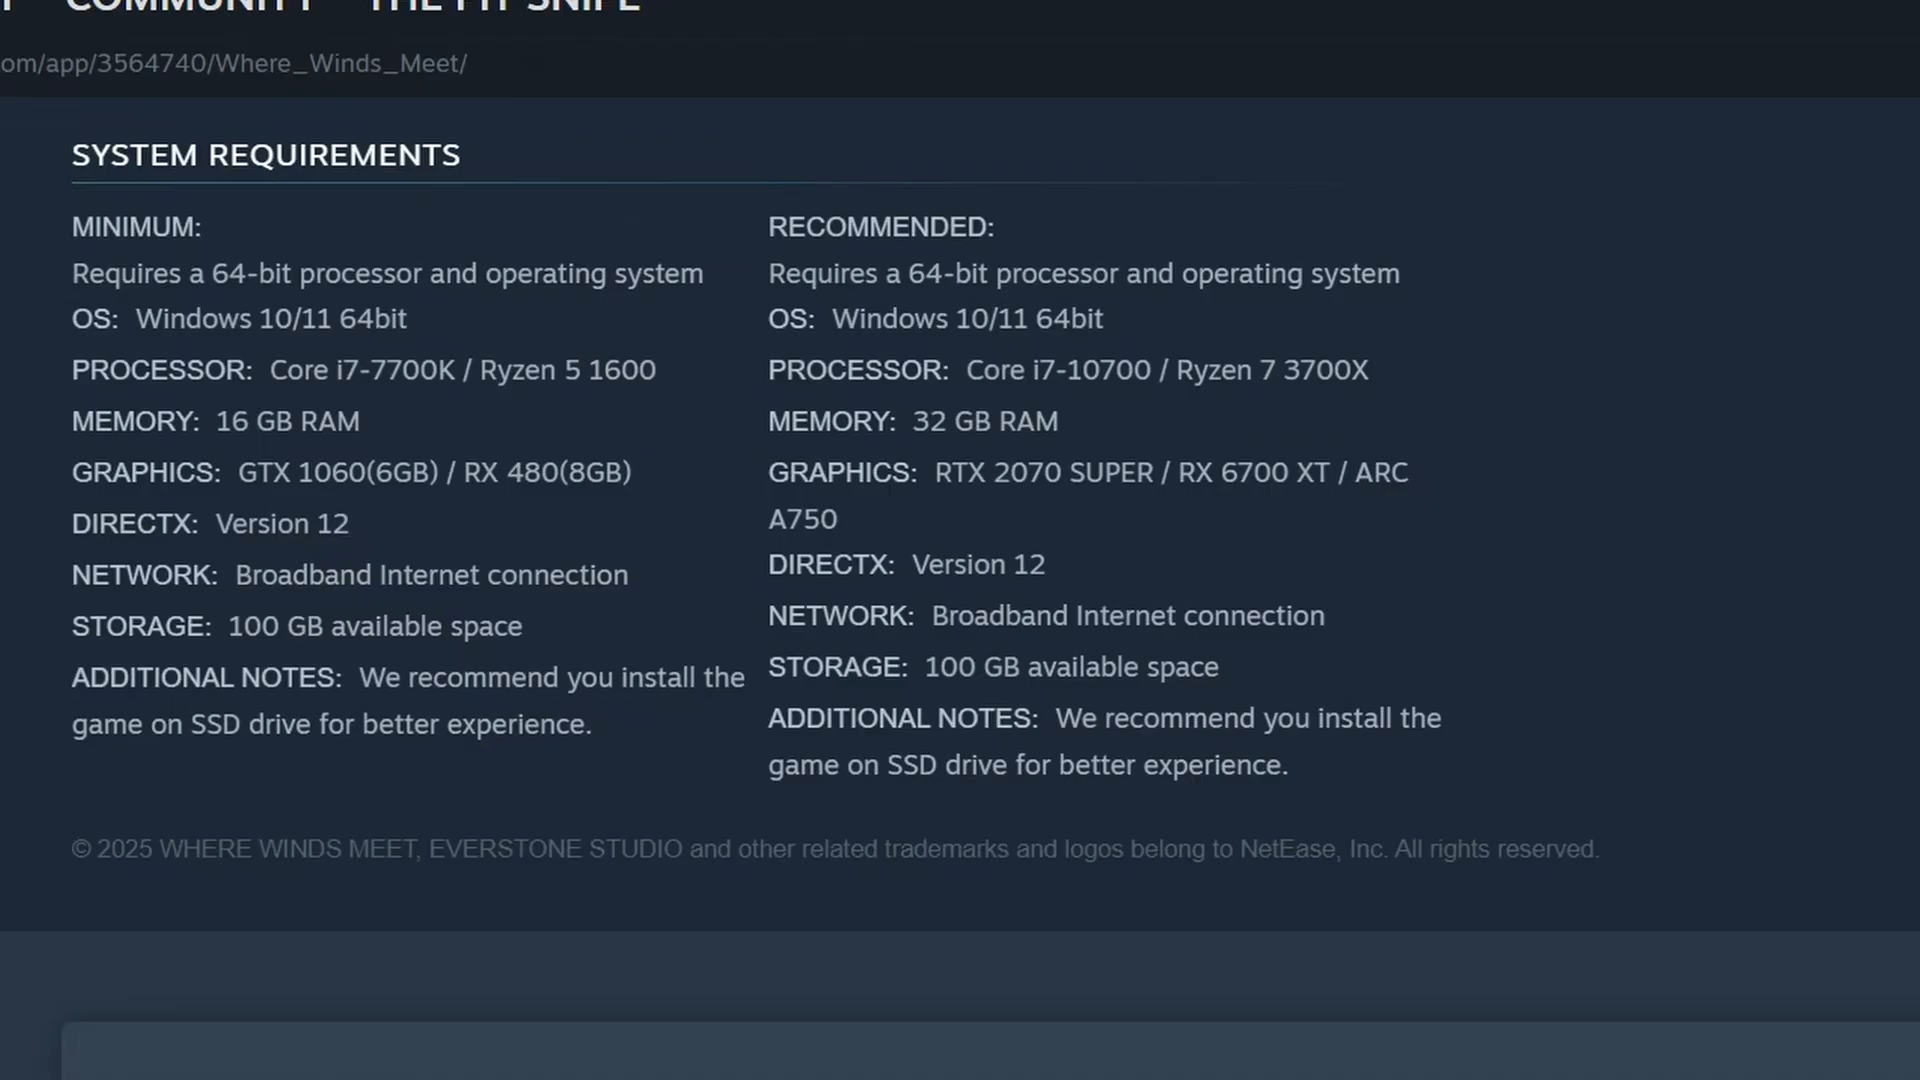 COMMUNITY
om/app/3564740/Where_Winds_Meet/
SYSTEM REQUIREMENTS
MINIMUM:
Requires a 64-bit processor and operating system
OS: Windows 10/11 64bit
PROCESSOR: Core i7-7700K / Ryzen 5 1600
MEMORY: 16 GB RAM
GRAPHICS: GTX 1060(6GB) / RX 480(8GB)
DIRECTX: Version 12
NETWORK: Broadband Internet connection
STORAGE: 100 GB available space
ADDITIONAL NOTES: We recommend you install the
game on SSD drive for better experience.
RECOMMENDED:
Requires a 64-bit processor and operating system
OS: Windows 10/11 64bit
PROCESSOR: Core i7-10700 / Ryzen 7 3700X
MEMORY: 32 GB RAM
GRAPHICS: RTX 2070 SUPER / RX 6700 XT / ARC
A750
DIRECTX: Version 12
NETWORK: Broadband Internet connection
STORAGE: 100 GB available space
ADDITIONAL NOTES: We recommend you install the
game on SSD drive for better experience.
© 2025 WHERE WINDS MEET, EVERSTONE STUDIO and other related trademarks and logos belong to NetEase, Inc. All rights reserved.